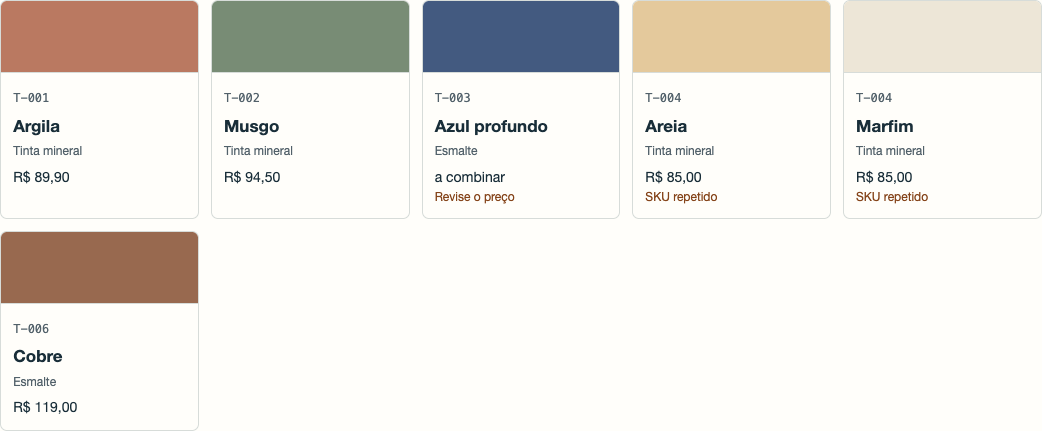 T-001
Argila
Tinta mineral
R$ 89,90
T-002
Musgo
Tinta mineral
R$ 94,50
T-003
Azul profundo
Esmalte
a combinar
Revise o preço
T-004
Areia
Tinta mineral
R$ 85,00
SKU repetido
T-004
Marfim
Tinta mineral
R$ 85,00
SKU repetido
T-006
Cobre
Esmalte
R$ 119,00